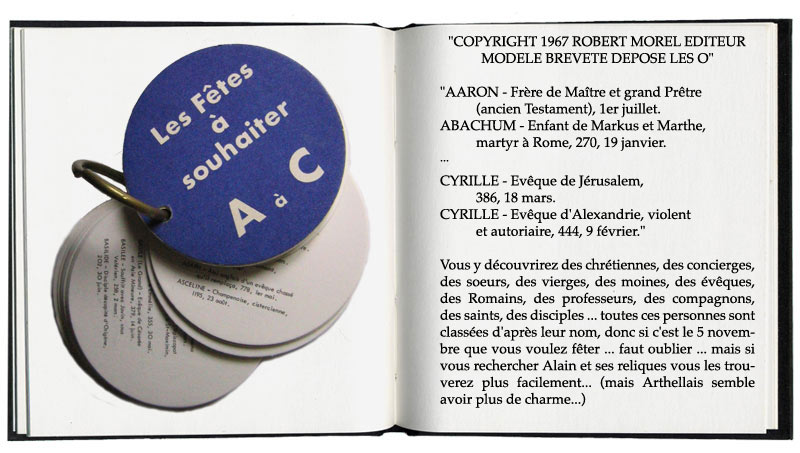 Les Fêtes
à
souhaiter
A à C
ASCELINE - Champenoise, cistercienne,
1195, 23 août.
"COPYRIGHT 1967 ROBERT MOREL EDITEUR
MODELE BREVETE DEPOSE LES O"
"AARON - Frère de Maître et grand Prêtre
(ancien Testament), 1er juillet.
ABACHUM - Enfant de Markus et Marthe,
martyr à Rome, 270, 19 janvier.
...
CYRILLE - Evêque de Jérusalem,
386, 18 mars.
CYRILLE - Evêque d'Alexandrie, violent
et autoriaire, 444, 9 février."
Vous y découvrirez des chrétiennes, des concierges,
des soeurs, des vierges, des moines, des évêques,
des Romains, des professeurs, des compagnons,
des saints, des disciples ... toutes ces personnes sont
classées d'après leur nom, donc si c'est le 5 novem-
bre que vous voulez fêter ... faut oublier ... mais si
vous rechercher Alain et ses reliques vous les trou-
verez plus facilement... (mais Arthellais semble
avoir plus de charme...)